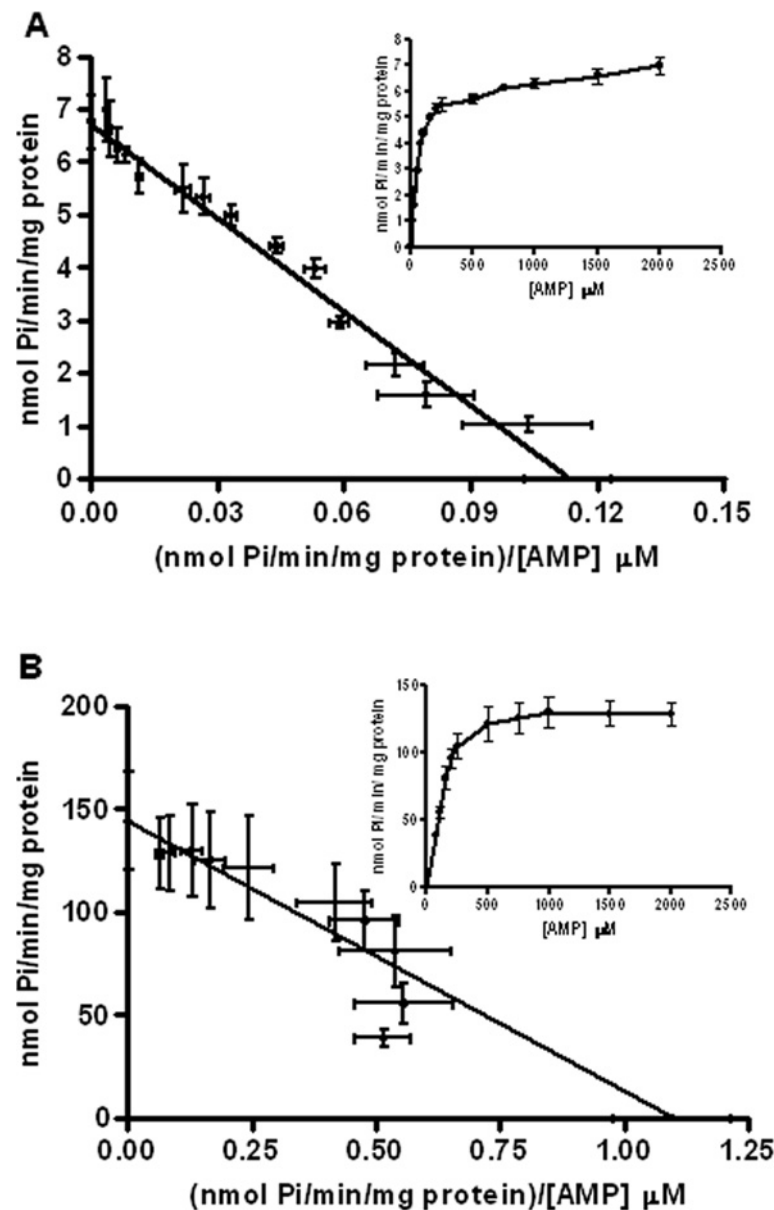 A
nmol Pi/min/mg protein
8
7
6
5
4
3
2
1
0
0.00 0.03 0.06 0.09 0.12 0.15
(nmol Pi/min/mg protein)/[AMP] µM
nmol Pi/min/mg protein
8
7
6
5
4
3
2
1
0
0 500 1000 1500 2000 2500
[AMP] µM
B
nmol Pi/min/mg protein
200
150
100
50
0
0.00 0.25 0.50 0.75 1.00 1.25
(nmol Pi/min/mg protein)/[AMP] µM
nmol Pi/min/mg protein
150
100
50
0
0 500 1000 1500 2000 2500
[AMP] µM